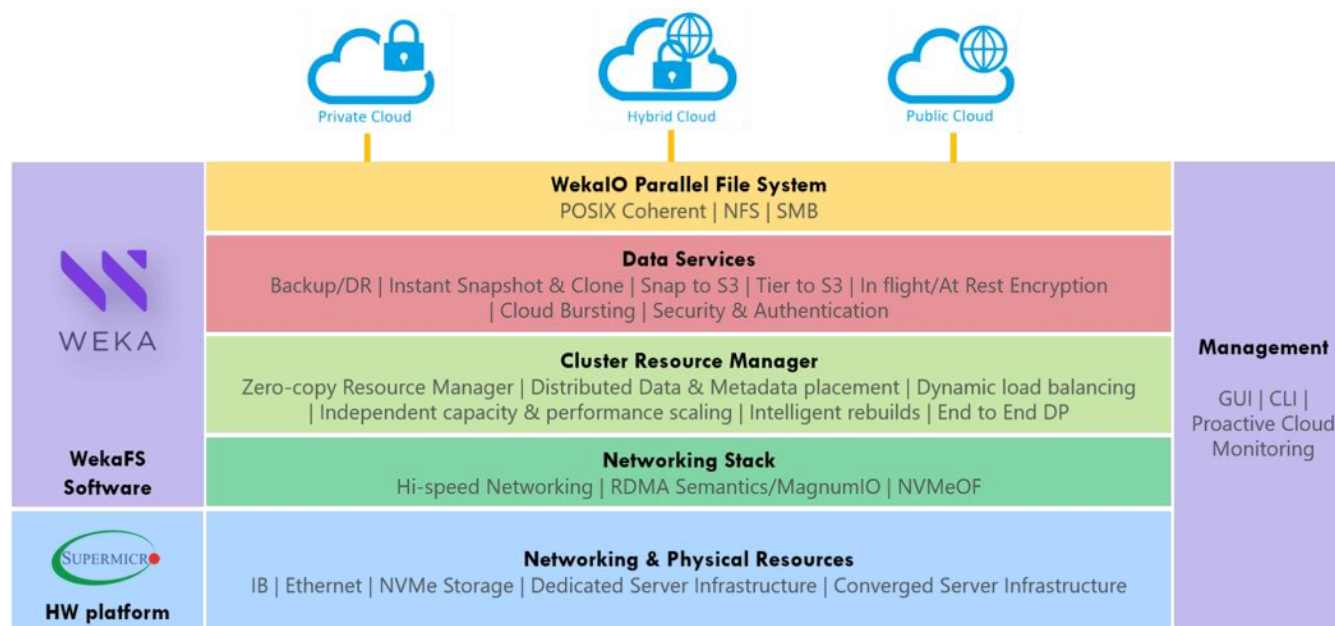 Private Cloud
Hybrid Cloud
Public Cloud
WekaIO Parallel File System
POSIX Coherent | NFS | SMB
Data Services
Backup/DR | Instant Snapshot & Clone | Snap to S3 | Tier to S3 | In flight/At Rest Encryption
| Cloud Bursting | Security & Authentication
WEKA
Cluster Resource Manager
Zero-copy Resource Manager | Distributed Data & Metadata placement | Dynamic load balancing
| Independent capacity & performance scaling | Intelligent rebuilds | End to End DP
Management
GUI | CLI |
Proactive Cloud
Monitoring
WekaFS
Software
Networking Stack
Hi-speed Networking | RDMA Semantics/MagnumIO | NVMeOF
SUPERMICRO
HW platform
Networking & Physical Resources
IB | Ethernet | NVMe Storage | Dedicated Server Infrastructure | Converged Server Infrastructure